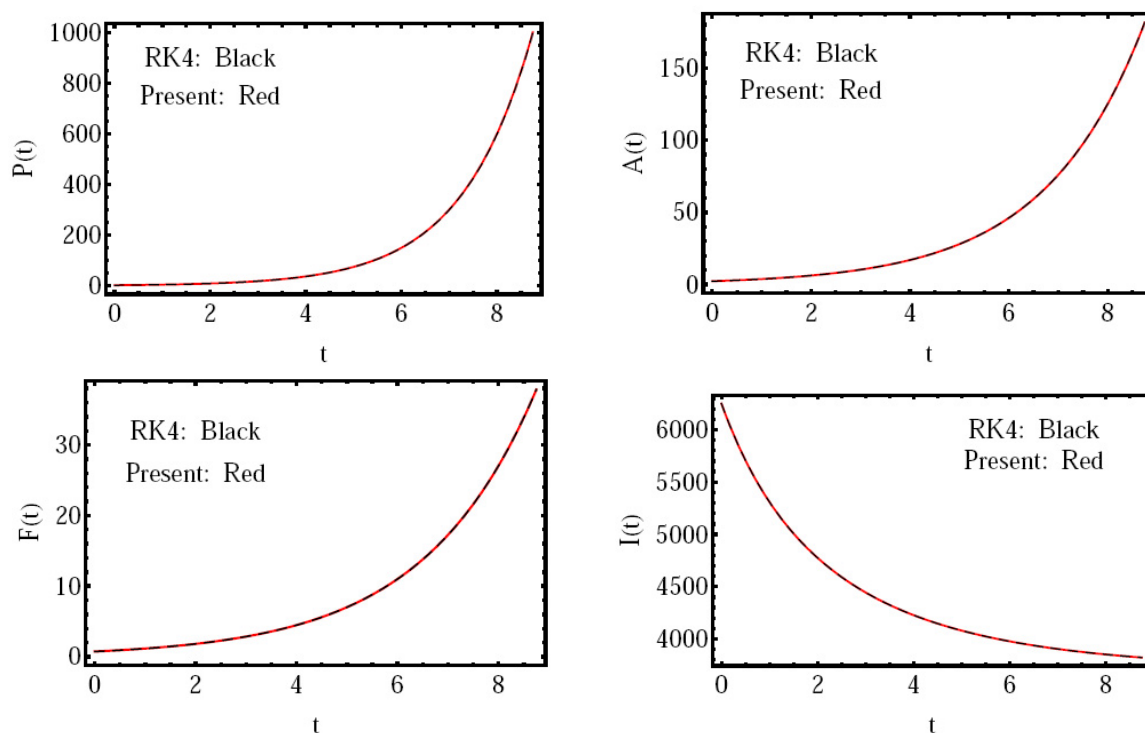 1000
800
600
400
200
0
P(t)
RK4: Black
Present: Red
0 2 4 6 8
t
150
100
50
0
A(t)
RK4: Black
Present: Red
0 2 4 6 8
t
30
20
10
0
F(t)
RK4: Black
Present: Red
0 2 4 6 8
t
6000
5500
5000
4500
4000
I(t)
RK4: Black
Present: Red
0 2 4 6 8
t